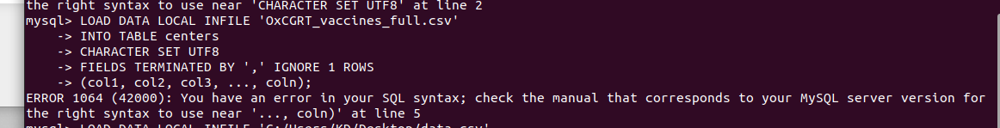 the right syntax to use near 'CHARACTER SET UTF8' at line 2
mysql> LOAD DATA LOCAL INFILE 'OxCGRT_vaccines_full.csv'
    -> INTO TABLE centers
    -> CHARACTER SET UTF8
    -> FIELDS TERMINATED BY ',' IGNORE 1 ROWS
    -> (col1, col2, col3, ..., coln);
ERROR 1064 (42000): You have an error in your SQL syntax; check the manual that corresponds to your MySQL server version for
the right syntax to use near '..., coln)' at line 5
mysql> LOAD DATA LOCAL INFILE 'C:/Users/KD/Desktop/data.csv'